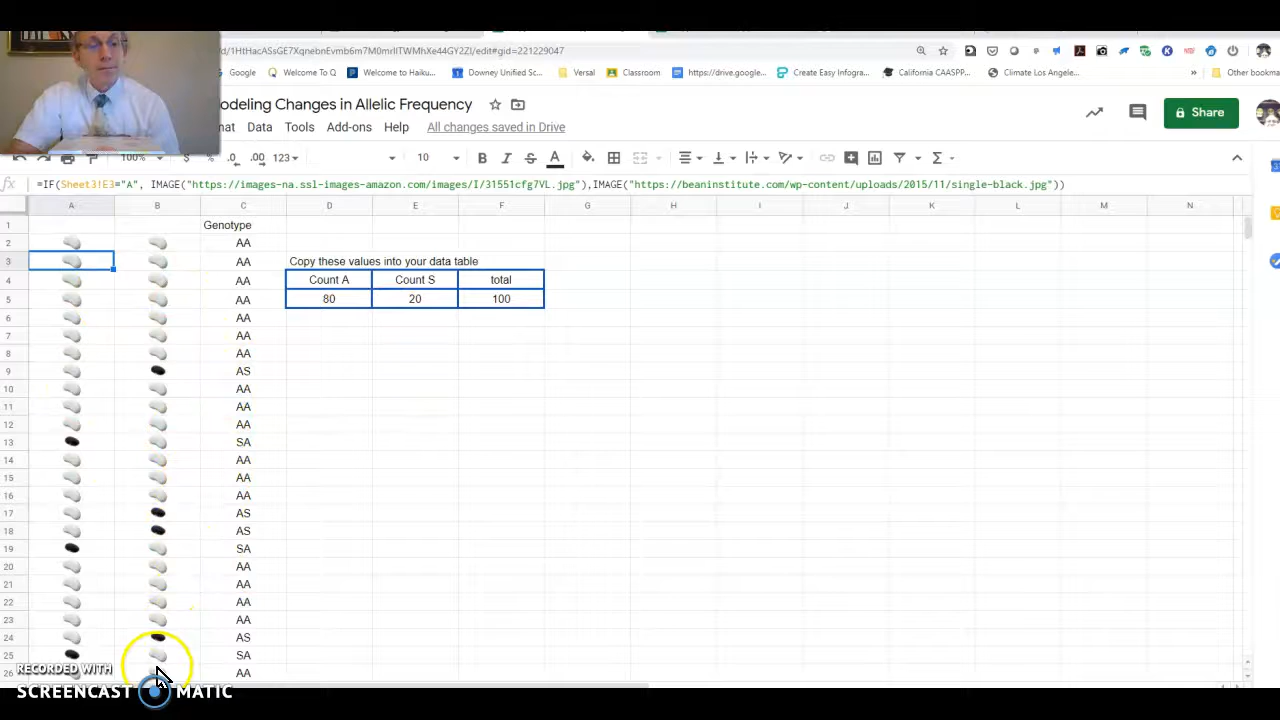 d/1HtHacASsGE7XqnebnEvmb6m7M0mrIITWMhXe44GY2ZI/edit#gid=221229047
Google Welcome To Q Welcome to Haiku... Downey Unified Sc... Versal Classroom https://drive.google... Create Easy Infogra... California CAASPP... Climate Los Angele... » Other bookma
odeling Changes in Allelic Frequency
Share
nat Data Tools Add-ons Help All changes saved in Drive
100% $ % .0 .00 123 10 B I S A Σ
fx =IF(Sheet3!E3="A", IMAGE("https://images-na.ssl-images-amazon.com/images/I/31551cfg7VL.jpg"),IMAGE("https://beaninstitute.com/wp-content/uploads/2015/11/single-black.jpg"))
A B C D E F G H I J K L M N
1 Genotype
2 AA
3 AA Copy these values into your data table
4 AA Count A Count S total
5 AA 80 20 100
6 AA
7 AA
8 AA
9 AS
10 AA
11 AA
12 AA
13 SA
14 AA
15 AA
16 AA
17 AS
18 AS
19 SA
20 AA
21 AA
22 AA
23 AA
24 AS
25 SA
26 AA
RECORDED WITH
SCREENCAST MATIC